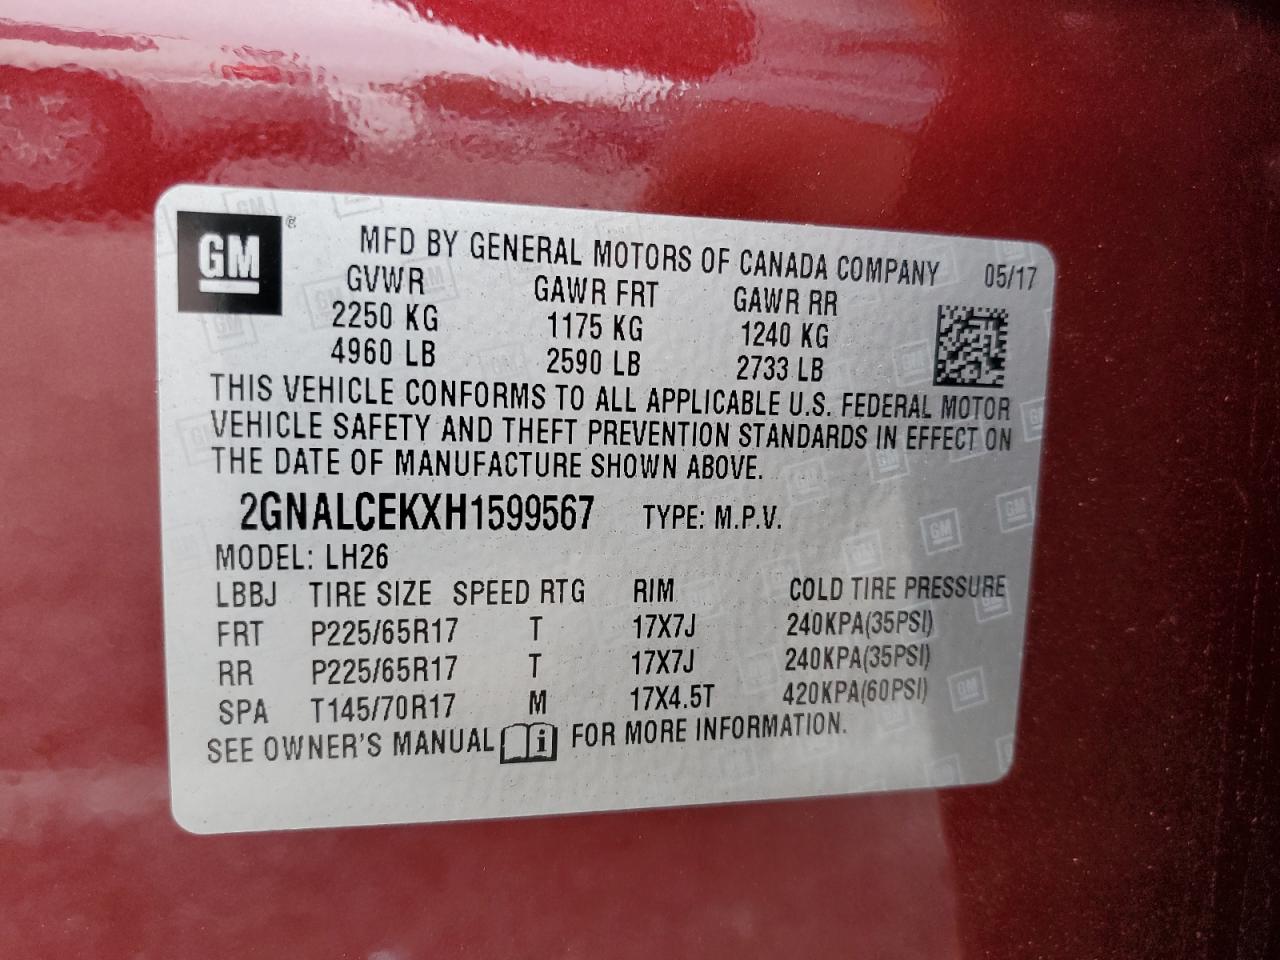 GM ®
MFD BY GENERAL MOTORS OF CANADA COMPANY 05/17
GVWR GAWR FRT GAWR RR
2250 KG 1175 KG 1240 KG
4960 LB 2590 LB 2733 LB
THIS VEHICLE CONFORMS TO ALL APPLICABLE U.S. FEDERAL MOTOR
VEHICLE SAFETY AND THEFT PREVENTION STANDARDS IN EFFECT ON
THE DATE OF MANUFACTURE SHOWN ABOVE.
2GNALCEKXH1599567 TYPE: M.P.V.
MODEL: LH26
LBBJ TIRE SIZE SPEED RTG RIM COLD TIRE PRESSURE
FRT P225/65R17 T 17X7J 240KPA(35PSI)
RR P225/65R17 T 17X7J 240KPA(35PSI)
SPA T145/70R17 M 17X4.5T 420KPA(60PSI)
SEE OWNER'S MANUAL i FOR MORE INFORMATION.